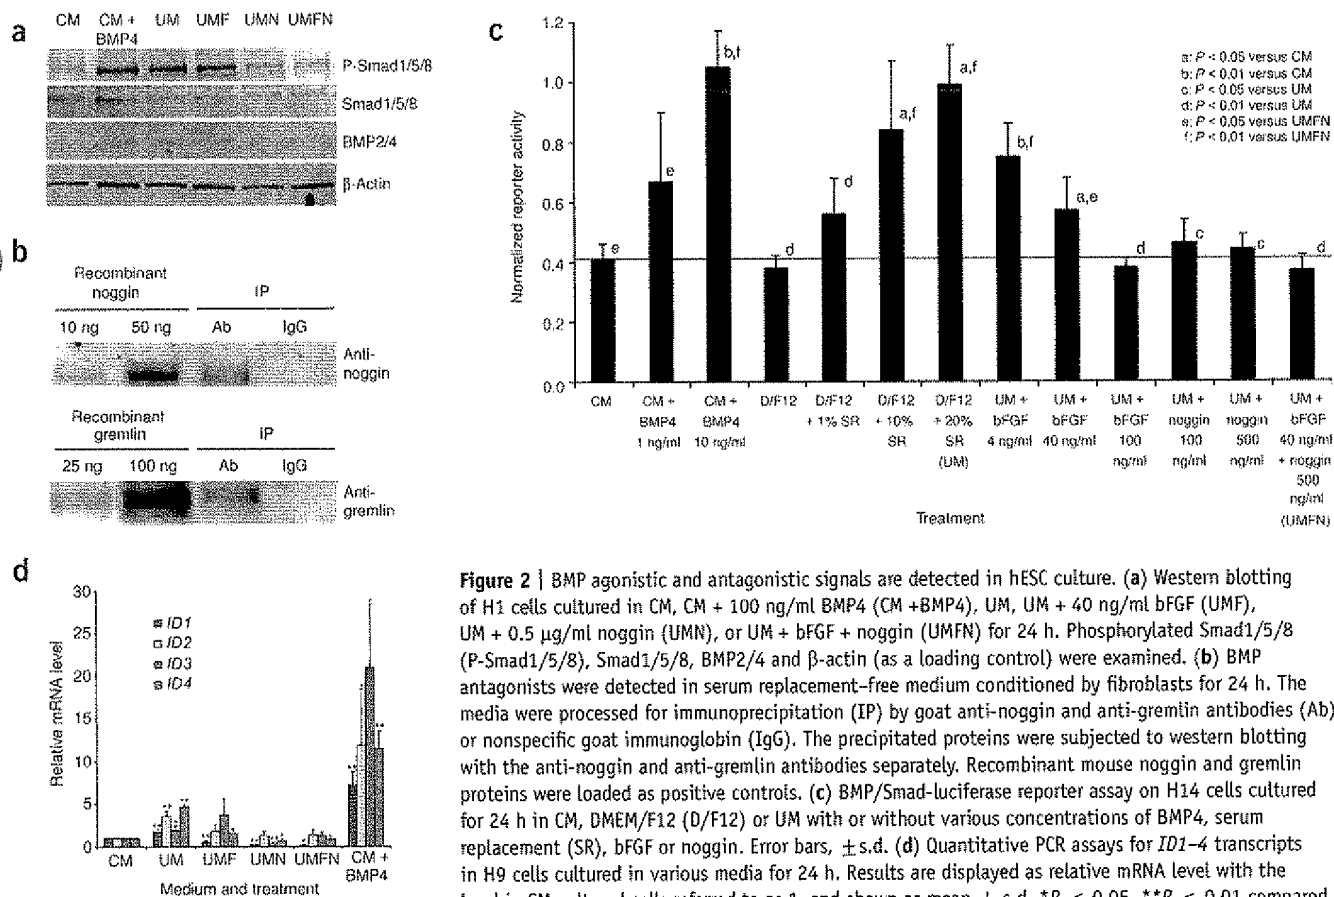 a
CM CM + BMP4 UM UMF UMN UMFN
P-Smad1/5/8
Smad1/5/8
BMP2/4
β-Actin
b
Recombinant noggin IP
10 ng 50 ng Ab IgG
Anti-noggin
Recombinant gremlin IP
25 ng 100 ng Ab IgG
Anti-gremlin
c
Normalized reporter activity
1.2
1.0
0.8
0.6
0.4
0.2
0.0
e
e
b,f
d
d
a,f
a,f
b,f
a,e
d
c
c
d
a: P < 0.05 versus CM
b: P < 0.01 versus CM
c: P < 0.05 versus UM
d: P < 0.01 versus UM
e: P < 0.05 versus UMFN
f: P < 0.01 versus UMFN
CM
CM + BMP4 1 ng/ml
CM + BMP4 10 ng/ml
D/F12
D/F12 + 1% SR
D/F12 + 10% SR
D/F12 + 20% SR (UM)
UM + bFGF 4 ng/ml
UM + bFGF 40 ng/ml
UM + bFGF 100 ng/ml
UM + noggin 100 ng/ml
UM + noggin 500 ng/ml
UM + bFGF 40 ng/ml + noggin 500 ng/ml (UMFN)
Treatment
d
Relative mRNA level
30
25
20
15
10
5
0
ID1
ID2
ID3
ID4
CM UM UMF UMN UMFN CM + BMP4
Medium and treatment
Figure 2 | BMP agonistic and antagonistic signals are detected in hESC culture. (a) Western blotting
of H1 cells cultured in CM, CM + 100 ng/ml BMP4 (CM +BMP4), UM, UM + 40 ng/ml bFGF (UMF),
UM + 0.5 µg/ml noggin (UMN), or UM + bFGF + noggin (UMFN) for 24 h. Phosphorylated Smad1/5/8
(P-Smad1/5/8), Smad1/5/8, BMP2/4 and β-actin (as a loading control) were examined. (b) BMP
antagonists were detected in serum replacement–free medium conditioned by fibroblasts for 24 h. The
media were processed for immunoprecipitation (IP) by goat anti-noggin and anti-gremlin antibodies (Ab)
or nonspecific goat immunoglobin (IgG). The precipitated proteins were subjected to western blotting
with the anti-noggin and anti-gremlin antibodies separately. Recombinant mouse noggin and gremlin
proteins were loaded as positive controls. (c) BMP/Smad-luciferase reporter assay on H14 cells cultured
for 24 h in CM, DMEM/F12 (D/F12) or UM with or without various concentrations of BMP4, serum
replacement (SR), bFGF or noggin. Error bars, ± s.d. (d) Quantitative PCR assays for ID1–4 transcripts
in H9 cells cultured in various media for 24 h. Results are displayed as relative mRNA level with the